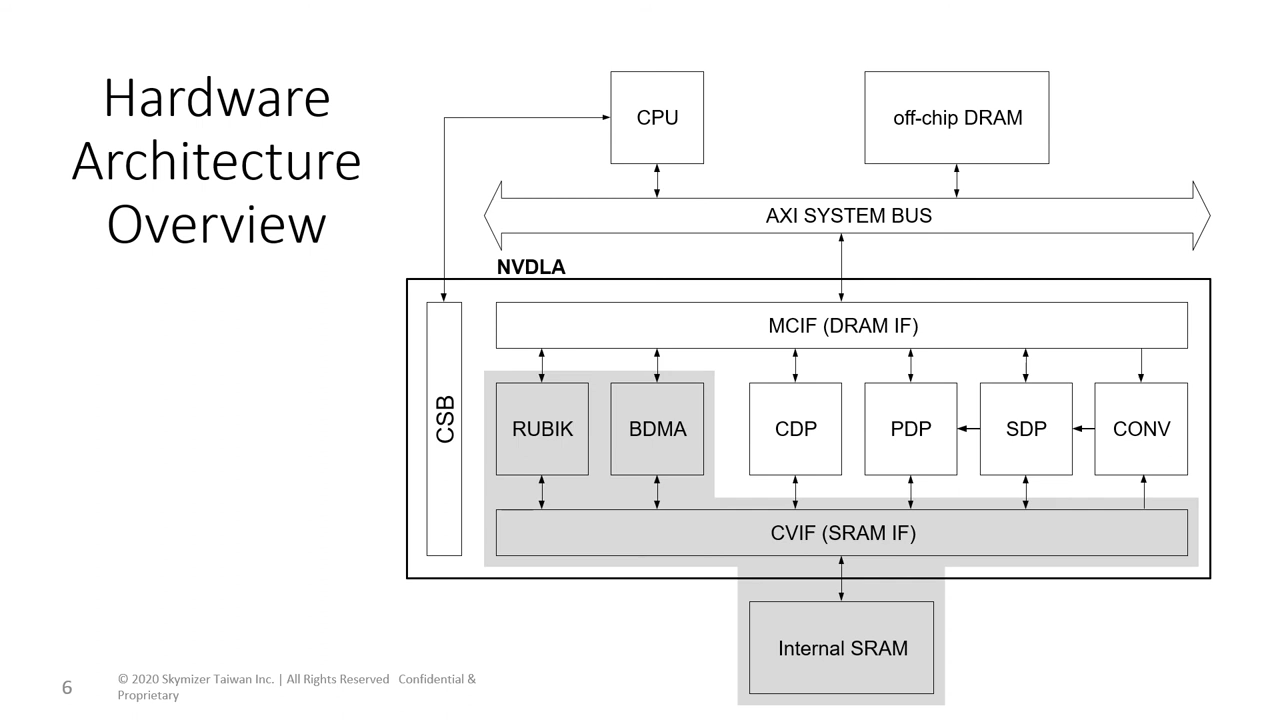 Hardware
Architecture
Overview
CPU
off-chip DRAM
AXI SYSTEM BUS
NVDLA
MCIF (DRAM IF)
CSB
RUBIK
BDMA
CDP
PDP
SDP
CONV
CVIF (SRAM IF)
Internal SRAM
6
© 2020 Skymizer Taiwan Inc. | All Rights Reserved Confidential &
Proprietary